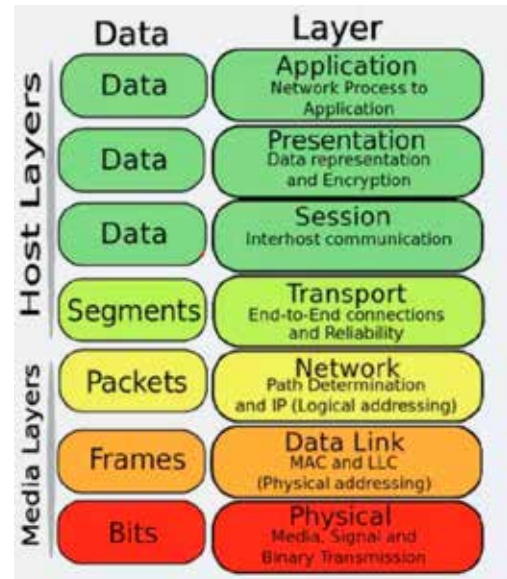 Data Layer
Host Layers
Data
Application
Network Process to
Application
Data
Presentation
Data representation
and Encryption
Data
Session
Interhost communication
Segments
Transport
End-to-End connections
and Reliability
Media Layers
Packets
Network
Path Determination
and IP (Logical addressing)
Frames
Data Link
MAC and LLC
(Physical addressing)
Bits
Physical
Media, Signal and
Binary Transmission